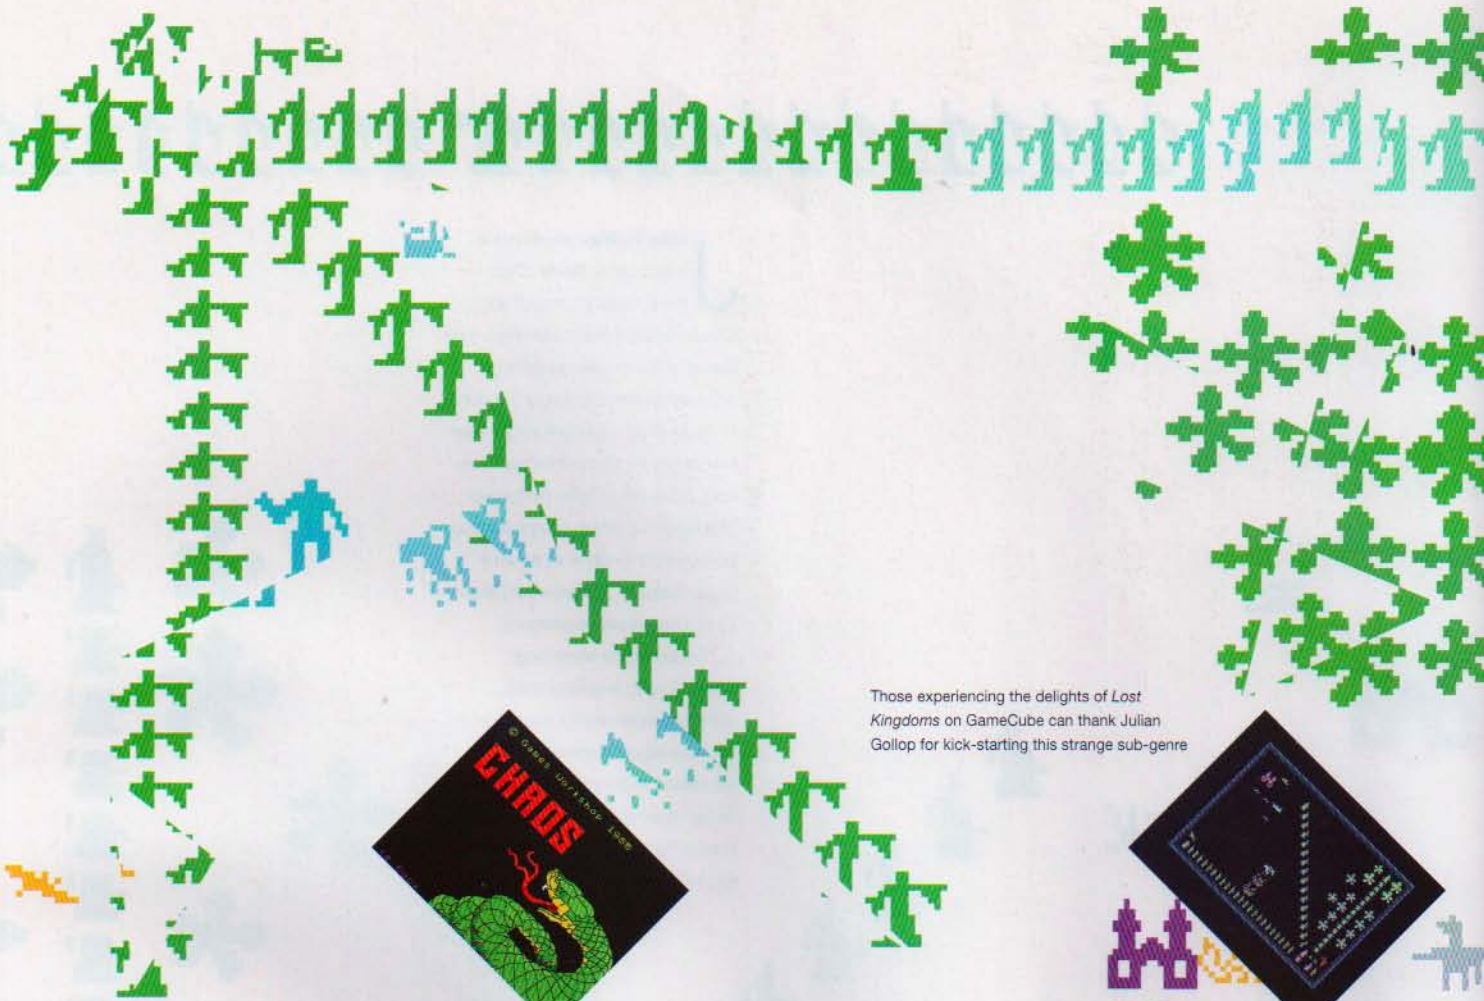 Those experiencing the delights of Lost
Kingdoms on GameCube can thank Julian
Gollop for kick-starting this strange sub-genre
© Games Workshop 1985
CHAOS